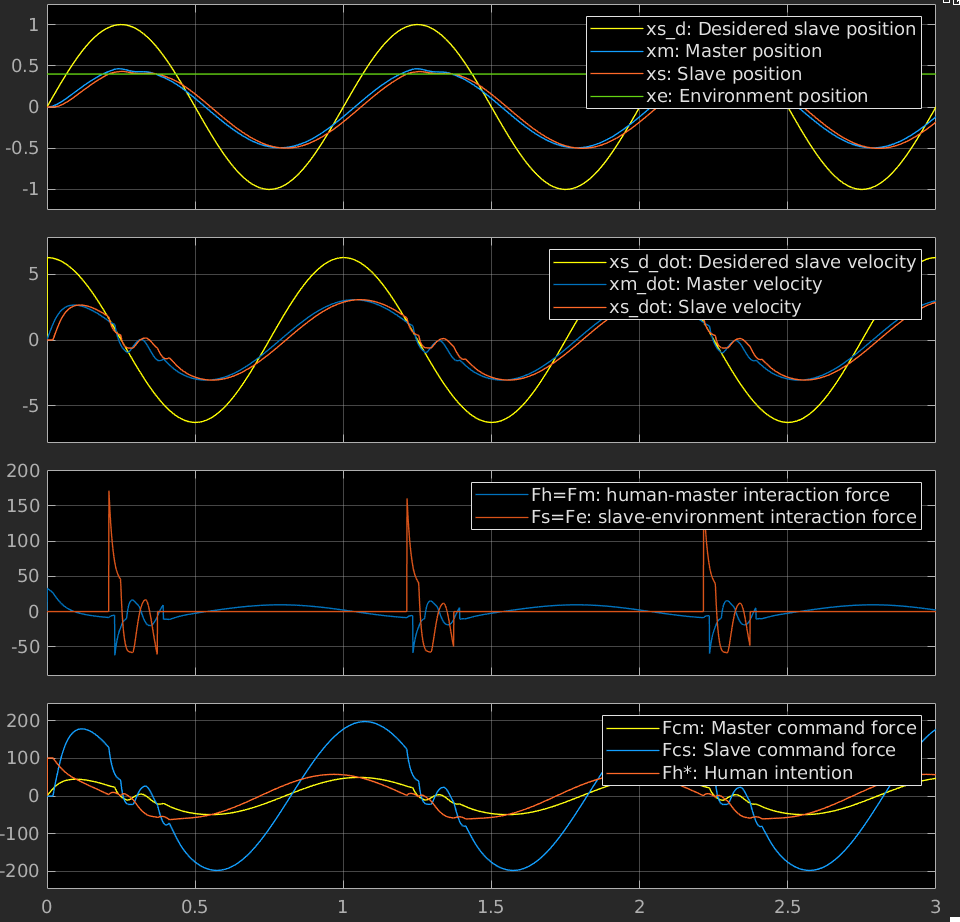 1
0.5
0
-0.5
-1
xs_d: Desidered slave position
xm: Master position
xs: Slave position
xe: Environment position
5
0
-5
xs_d_dot: Desidered slave velocity
xm_dot: Master velocity
xs_dot: Slave velocity
200
150
100
50
0
-50
Fh=Fm: human-master interaction force
Fs=Fe: slave-environment interaction force
200
100
0
-100
-200
Fcm: Master command force
Fcs: Slave command force
Fh*: Human intention
0 0.5 1 1.5 2 2.5 3